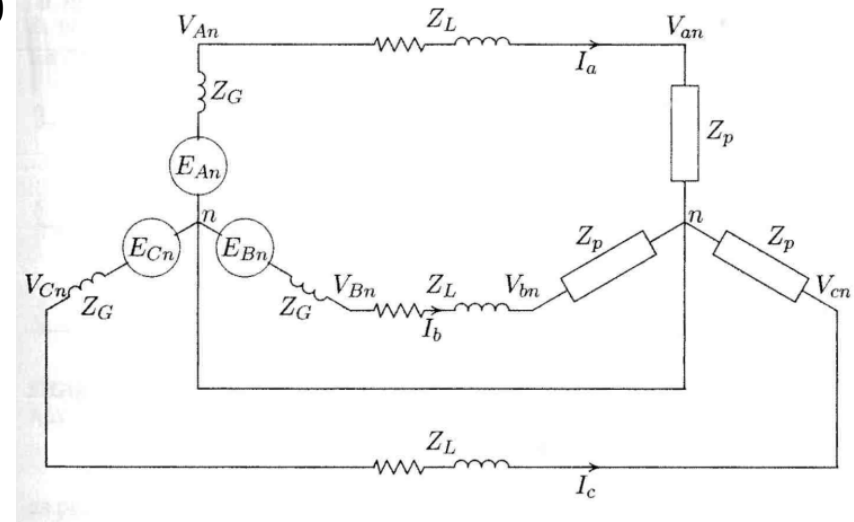 )
V_{An} Z_L V_{an}
I_a
Z_G
Z_p
E_{An}
n n
E_{Cn} E_{Bn} Z_p Z_p
V_{Cn} Z_G Z_G V_{Bn} Z_L V_{bn} V_{cn}
I_b
Z_L
I_c